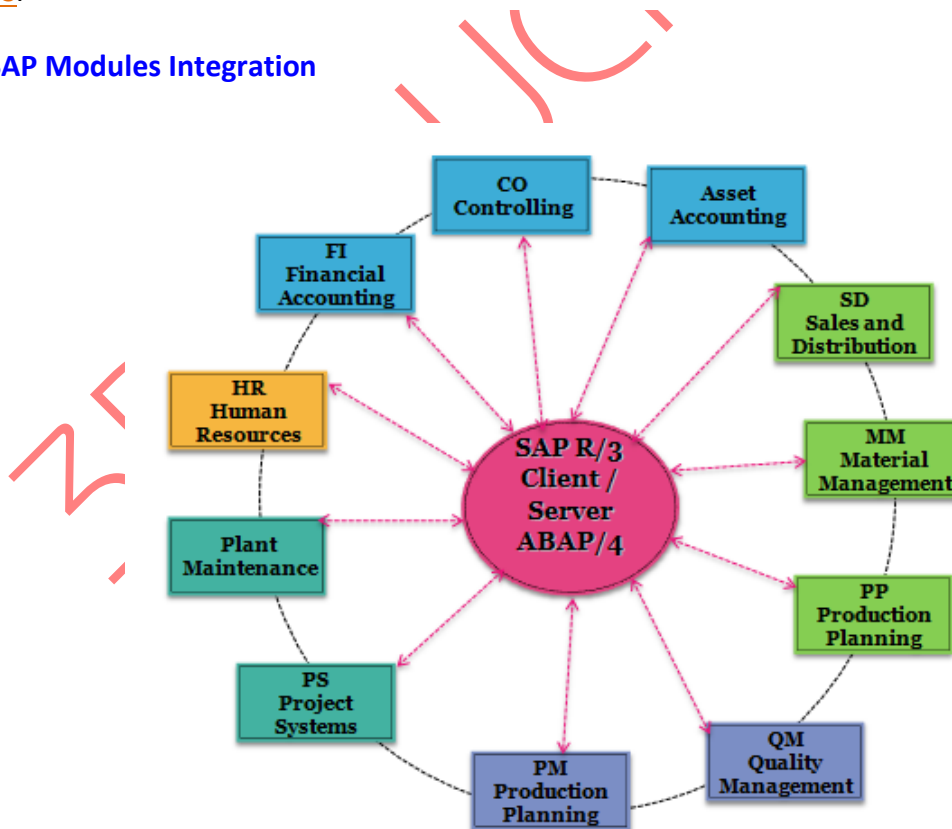 AP Modules Integration
CO
Controlling
Asset
Accounting
FI
Financial
Accounting
SD
Sales and
Distribution
HR
Human
Resources
MM
Material
Management
SAP R/3
Client /
Server
ABAP/4
Plant
Maintenance
PP
Production
Planning
PS
Project
Systems
QM
Quality
Management
PM
Production
Planning